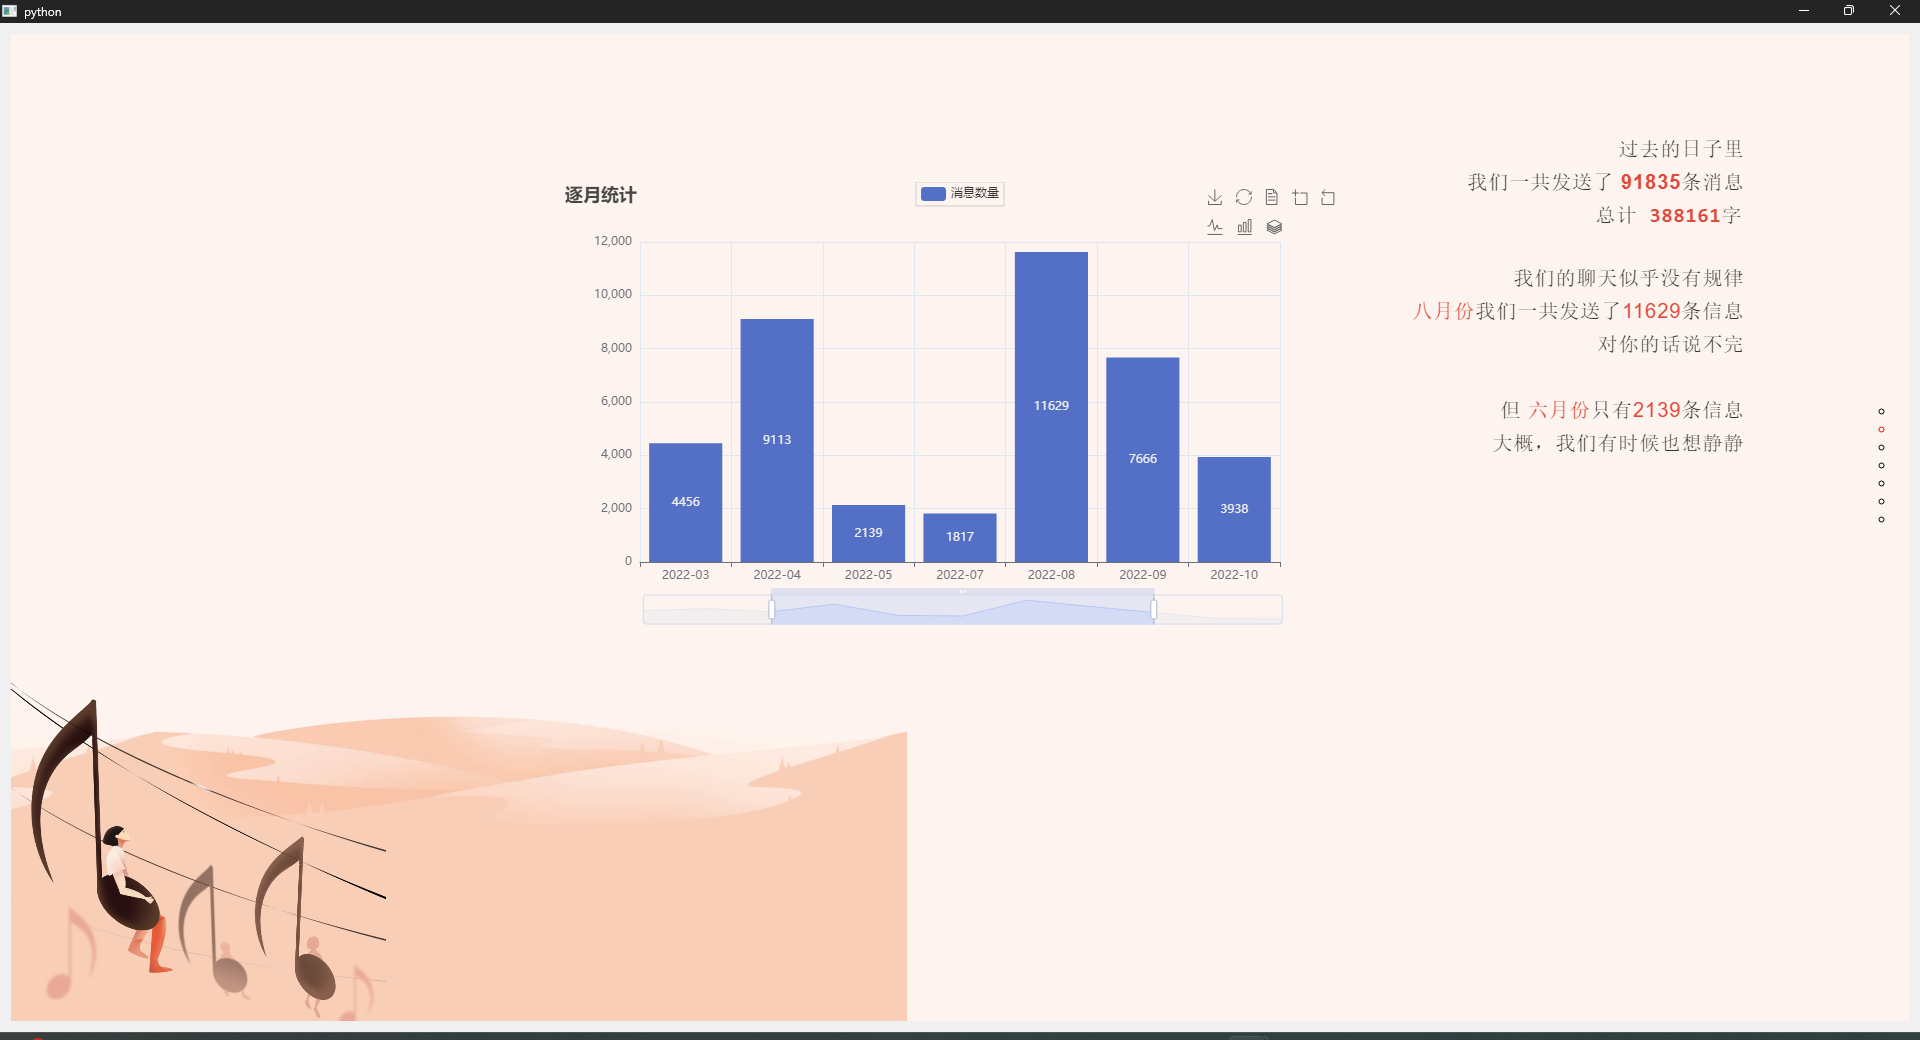 python
逐月统计
消息数量
12,000
10,000
8,000
6,000
4,000
2,000
0
4456
9113
2139
1817
11629
7666
3938
2022-03
2022-04
2022-05
2022-07
2022-08
2022-09
2022-10
过去的日子里
我们一共发送了 91835条消息
总计 388161字
我们的聊天似乎没有规律
八月份我们一共发送了11629条信息
对你的话说不完
但 六月份只有2139条信息
大概，我们有时候也想静静